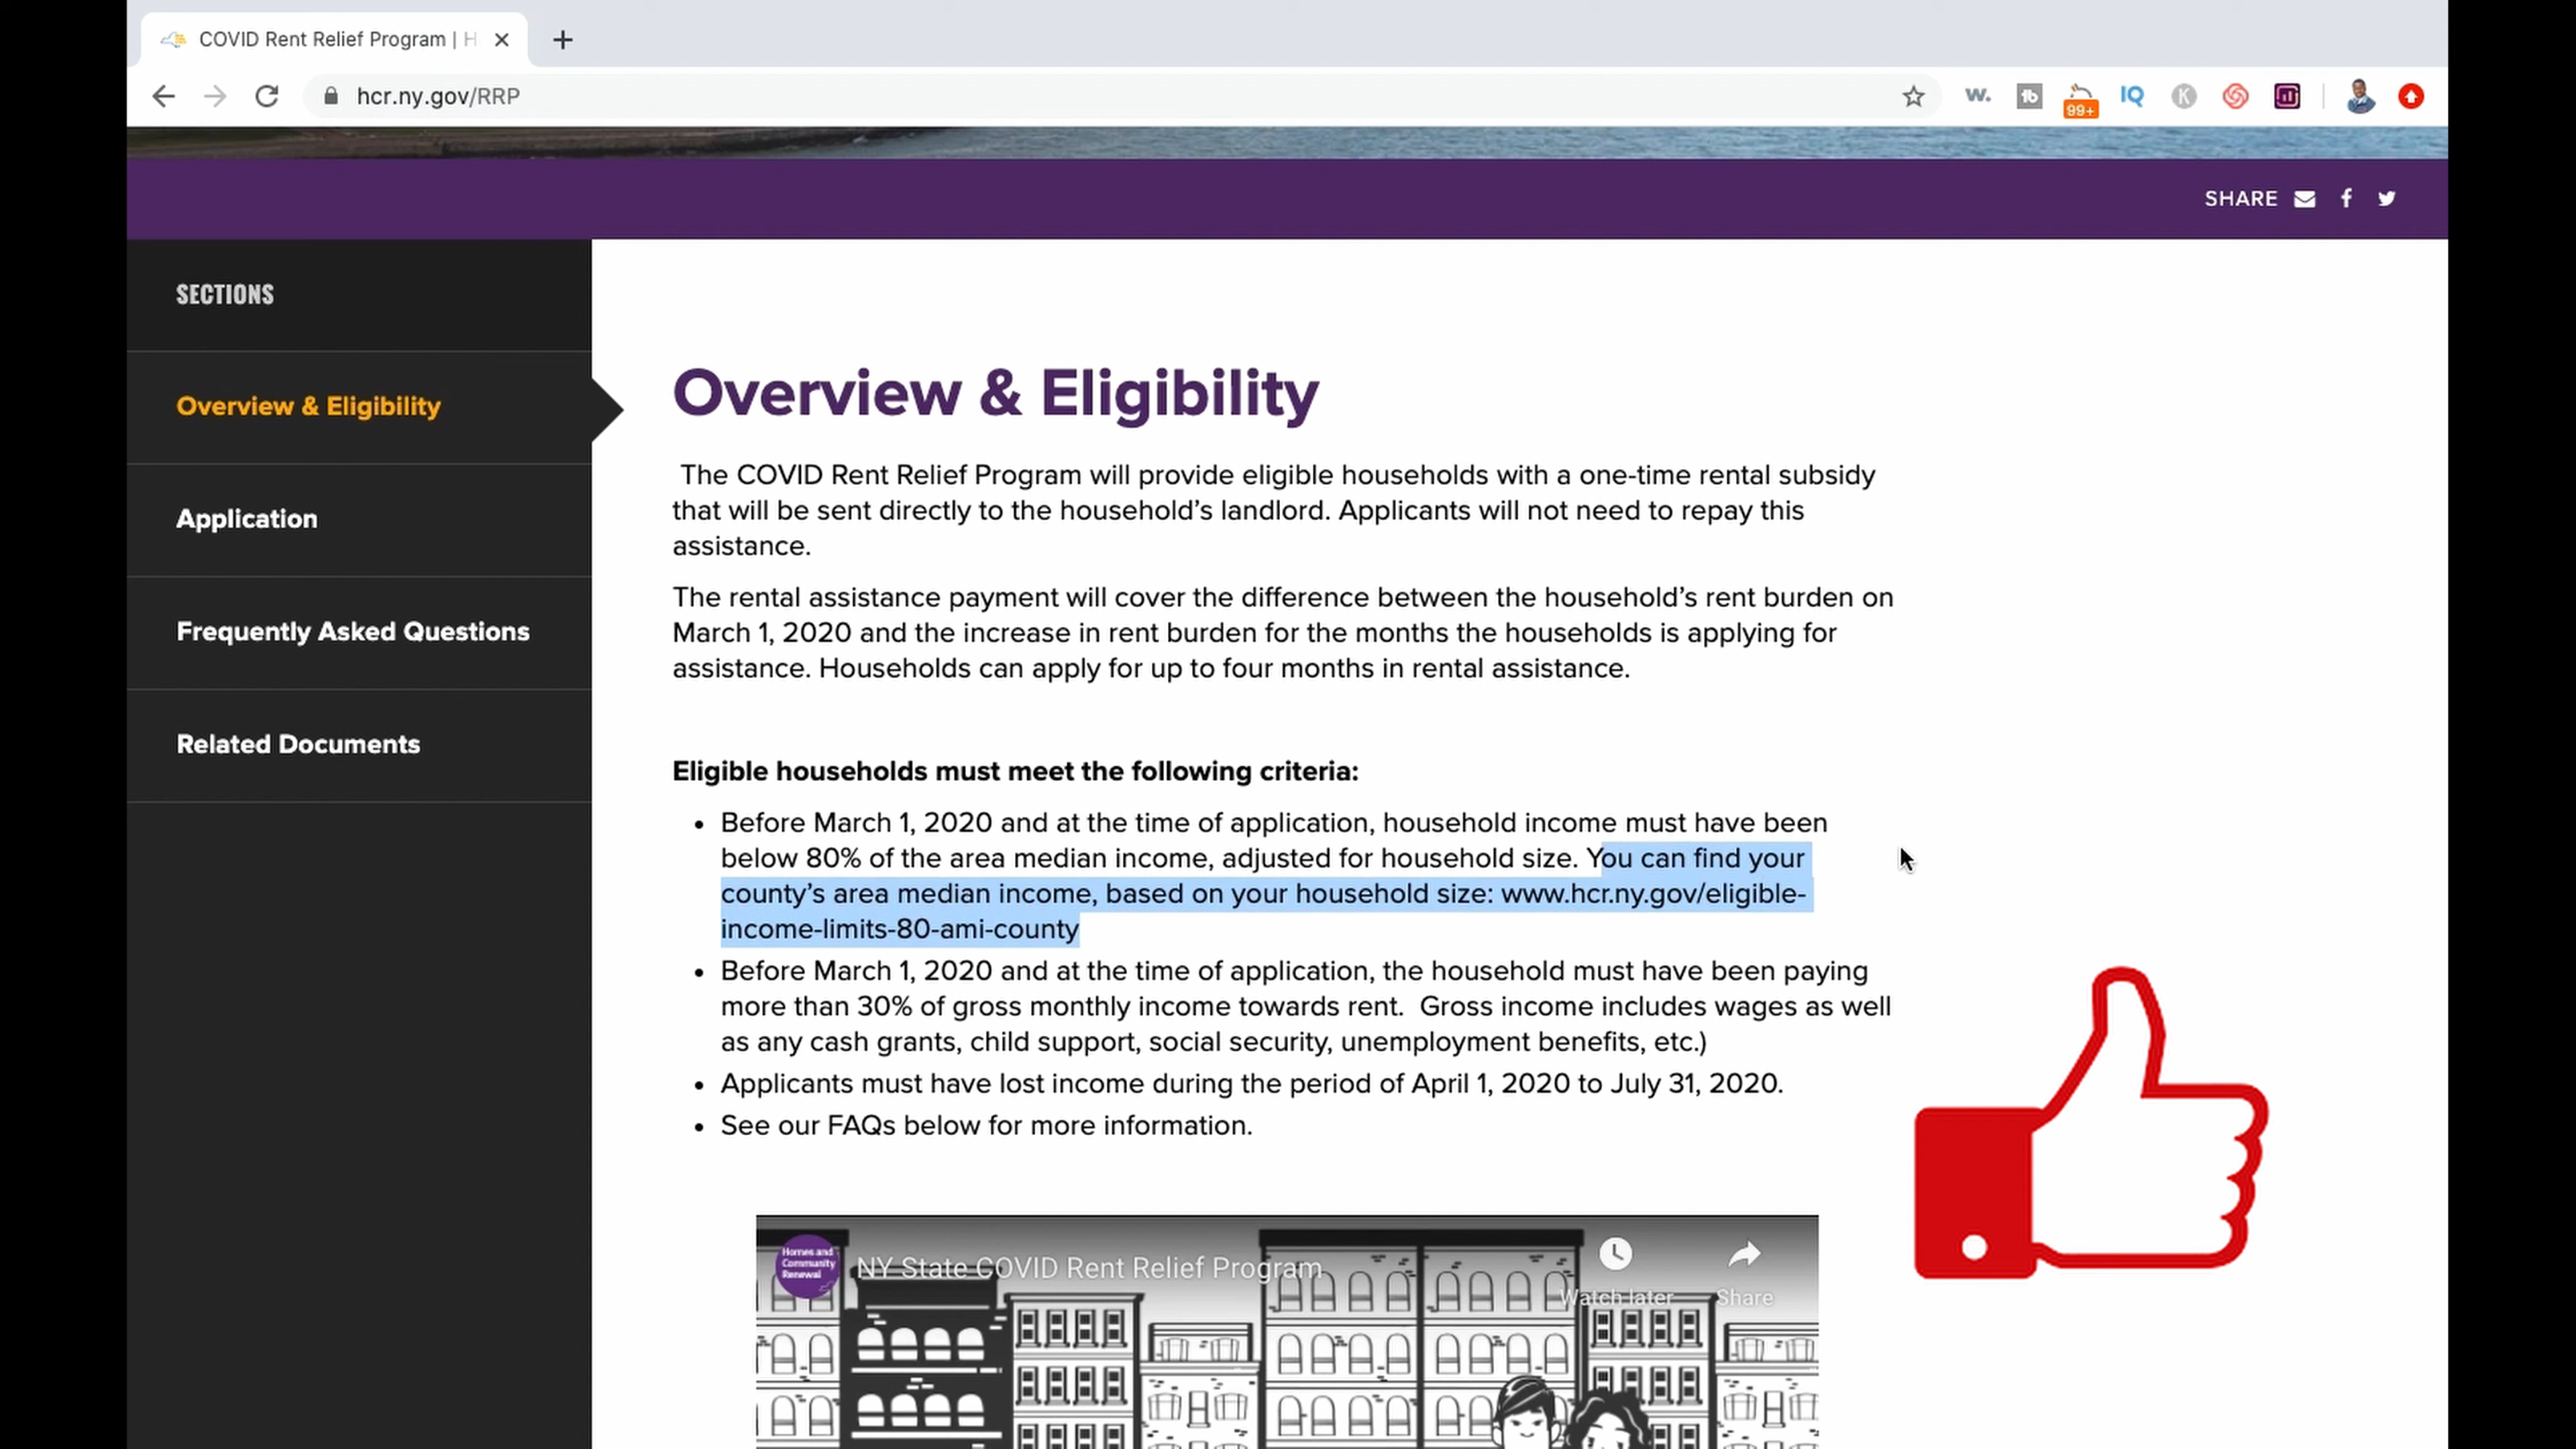 COVID Rent Relief Program | H
hcr.ny.gov/RRP
w.
tb
99+
IQ
K
SHARE
SECTIONS
Overview & Eligibility
Application
Frequently Asked Questions
Related Documents
Overview & Eligibility
The COVID Rent Relief Program will provide eligible households with a one-time rental subsidy
that will be sent directly to the household’s landlord. Applicants will not need to repay this
assistance.
The rental assistance payment will cover the difference between the household’s rent burden on
March 1, 2020 and the increase in rent burden for the months the households is applying for
assistance. Households can apply for up to four months in rental assistance.
Eligible households must meet the following criteria:
• Before March 1, 2020 and at the time of application, household income must have been
below 80% of the area median income, adjusted for household size. You can find your
county’s area median income, based on your household size: www.hcr.ny.gov/eligible-
income-limits-80-ami-county
• Before March 1, 2020 and at the time of application, the household must have been paying
more than 30% of gross monthly income towards rent.  Gross income includes wages as well
as any cash grants, child support, social security, unemployment benefits, etc.)
• Applicants must have lost income during the period of April 1, 2020 to July 31, 2020.
• See our FAQs below for more information.
Homes and
Community
Renewal
NY State COVID Rent Relief Program
Watch later
Share